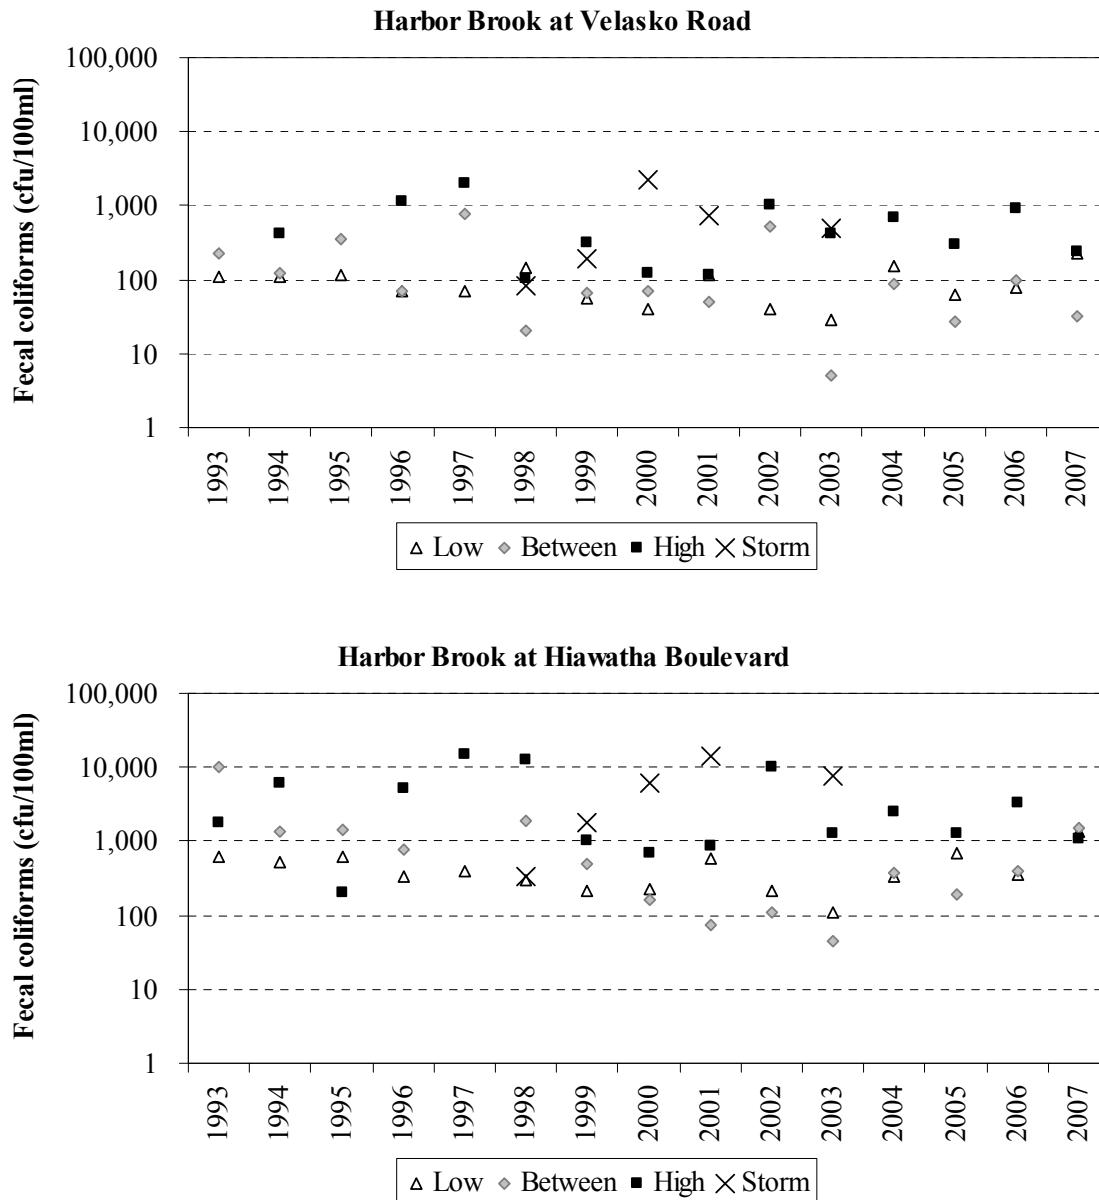 Harbor Brook at Velasko Road
Fecal coliforms (cfu/100ml)
100,000
10,000
1,000
100
10
1
1993 1994 1995 1996 1997 1998 1999 2000 2001 2002 2003 2004 2005 2006 2007
Low Between High Storm
Harbor Brook at Hiawatha Boulevard
Fecal coliforms (cfu/100ml)
100,000
10,000
1,000
100
10
1
1993 1994 1995 1996 1997 1998 1999 2000 2001 2002 2003 2004 2005 2006 2007
Low Between High Storm